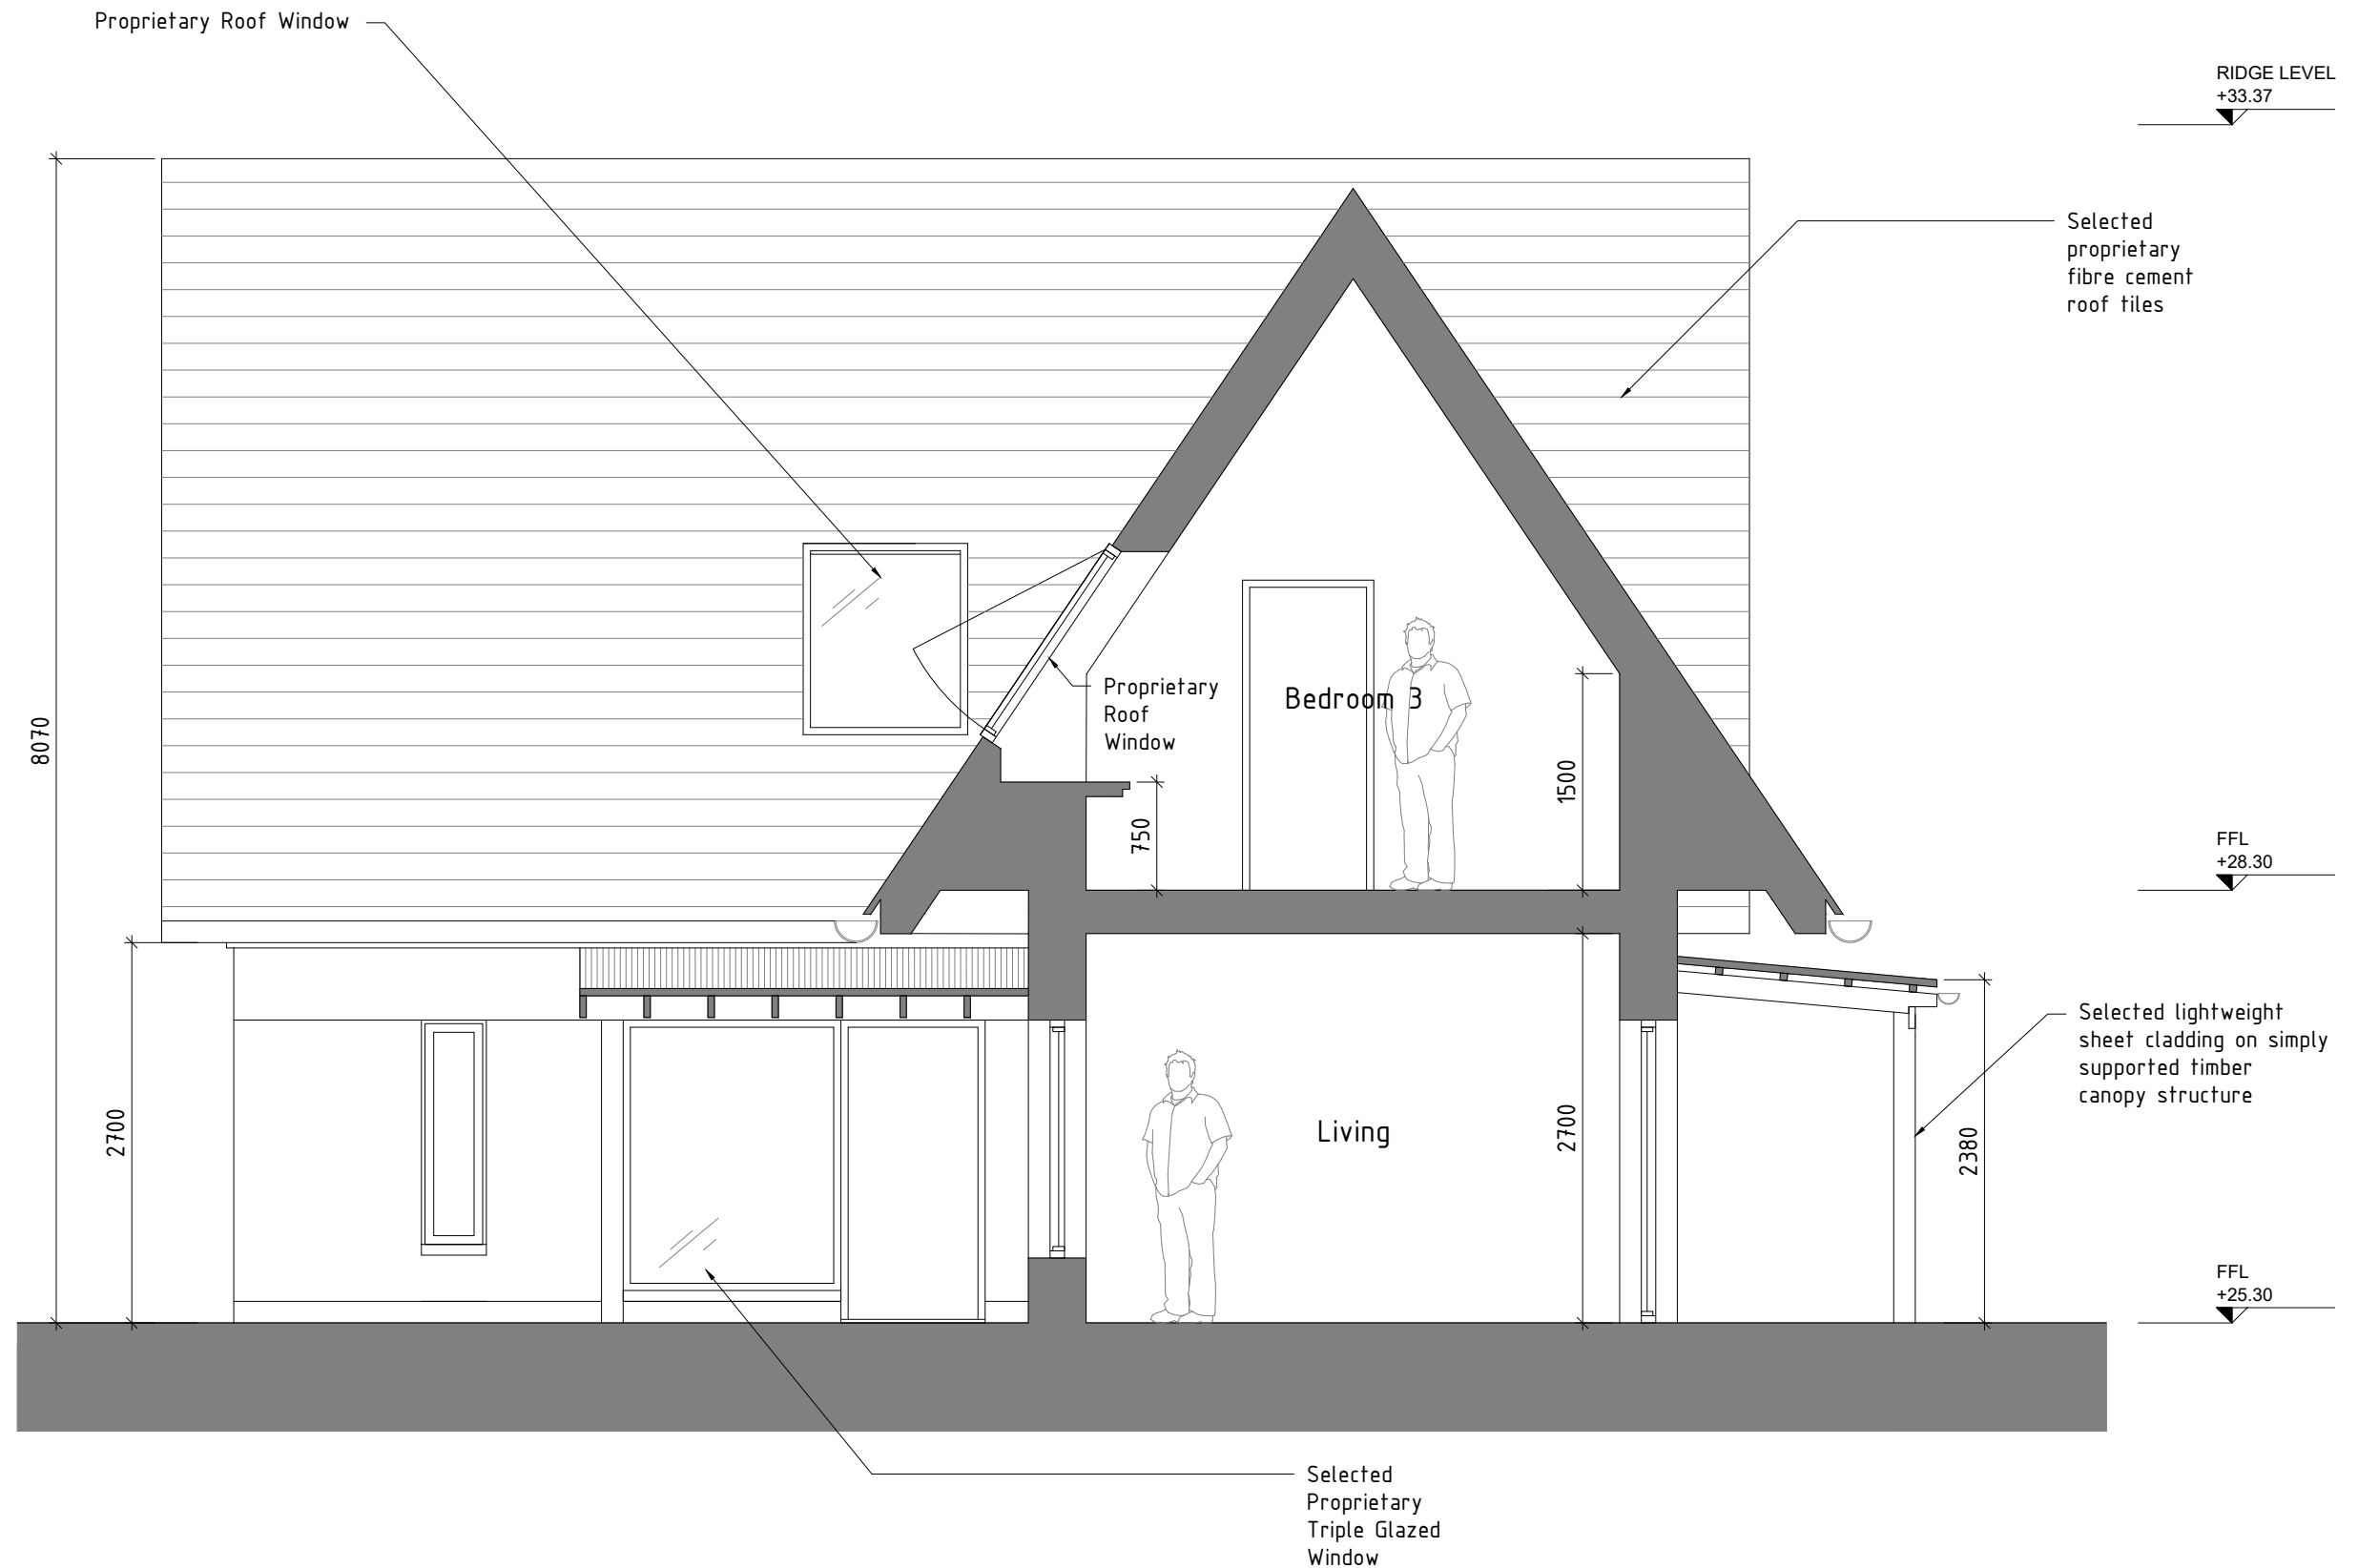 Proprietary Roof Window
RIDGE LEVEL
+33.37
Selected
proprietary
fibre cement
roof tiles
Proprietary
Roof
Window
Bedroom 3
8070
1500
750
FFL
+28.30
Selected lightweight
sheet cladding on simply
supported timber
canopy structure
2700
Living
2700
2380
FFL
+25.30
Selected
Proprietary
Triple Glazed
Window